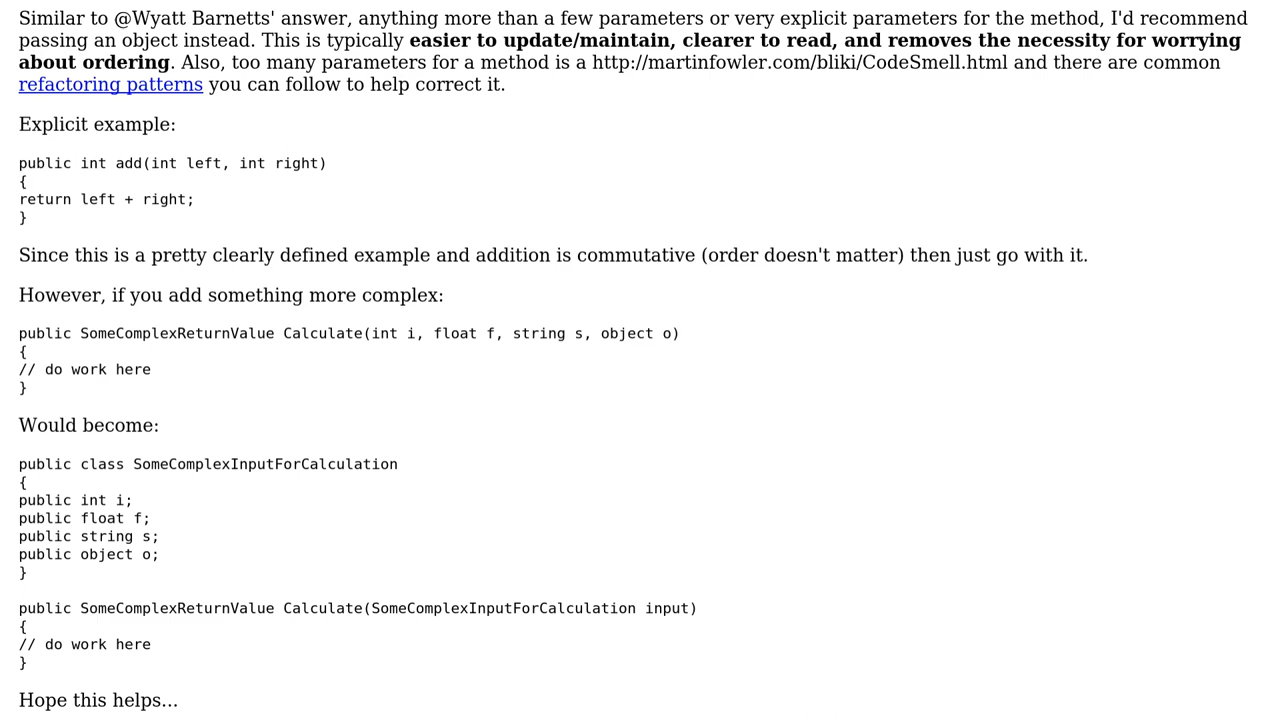 Similar to @Wyatt Barnetts' answer, anything more than a few parameters or very explicit parameters for the method, I'd recommend
passing an object instead. This is typically easier to update/maintain, clearer to read, and removes the necessity for worrying
about ordering. Also, too many parameters for a method is a http://martinfowler.com/bliki/CodeSmell.html and there are common
refactoring patterns you can follow to help correct it.
Explicit example:
public int add(int left, int right)
{
return left + right;
}
Since this is a pretty clearly defined example and addition is commutative (order doesn't matter) then just go with it.
However, if you add something more complex:
public SomeComplexReturnValue Calculate(int i, float f, string s, object o)
{
// do work here
}
Would become:
public class SomeComplexInputForCalculation
{
public int i;
public float f;
public string s;
public object o;
}
public SomeComplexReturnValue Calculate(SomeComplexInputForCalculation input)
{
// do work here
}
Hope this helps...